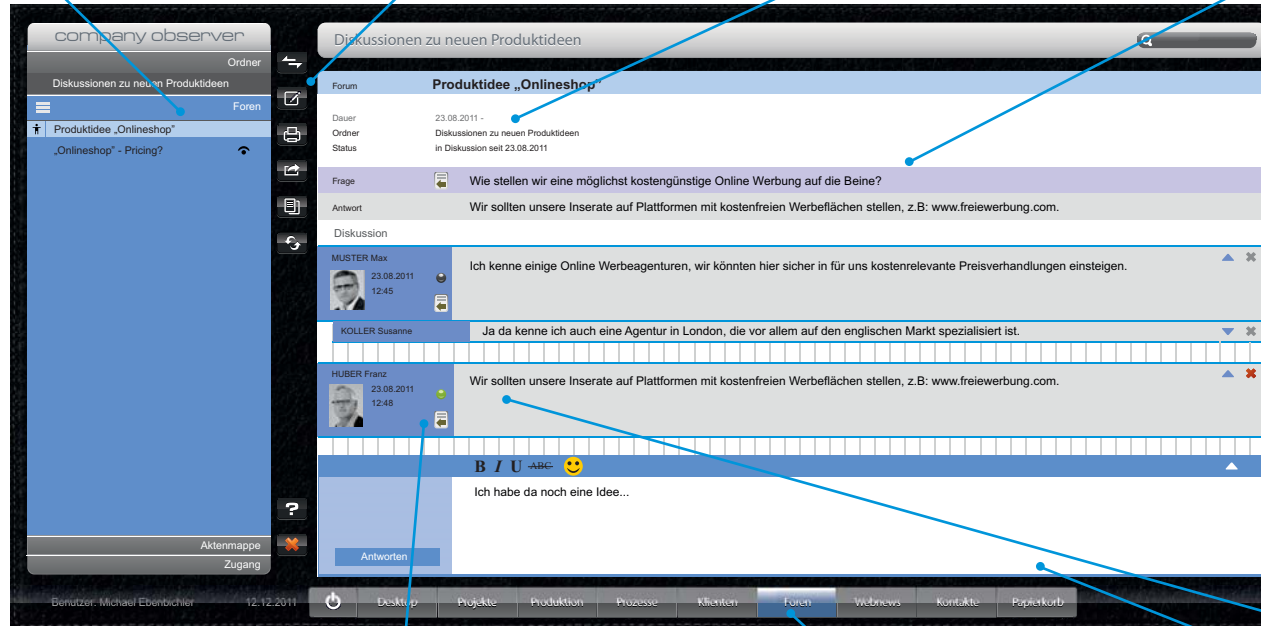 company observer
Ordner
Diskussionen zu neuen Produktideen
Foren
Produktidee „Onlineshop"
„Onlineshop" - Pricing?
Aktenmappe
Zugang
Diskussionen zu neuen Produktideen
Forum Produktidee „Onlineshop"
Dauer 23.08.2011 -
Ordner Diskussionen zu neuen Produktideen
Status in Diskussion seit 23.08.2011
Frage Wie stellen wir eine möglichst kostengünstige Online Werbung auf die Beine?
Antwort Wir sollten unsere Inserate auf Plattformen mit kostenfreien Werbeflächen stellen, z.B: www.freiewerbung.com.
Diskussion
MUSTER Max
23.08.2011
12:45
Ich kenne einige Online Werbeagenturen, wir könnten hier sicher in für uns kostenrelevante Preisverhandlungen einsteigen.
KOLLER Susanne Ja da kenne ich auch eine Agentur in London, die vor allem auf den englischen Markt spezialisiert ist.
HUBER Franz
23.08.2011
12:48
Wir sollten unsere Inserate auf Plattformen mit kostenfreien Werbeflächen stellen, z.B: www.freiewerbung.com.
B I U ABC
Ich habe da noch eine Idee...
Antworten
?
Benutzer: Michael Ebenbichler 12.12.2011
Desktop Projekte Produktion Prozesse Klienten Foren Webnews Kontakte Papierkorb